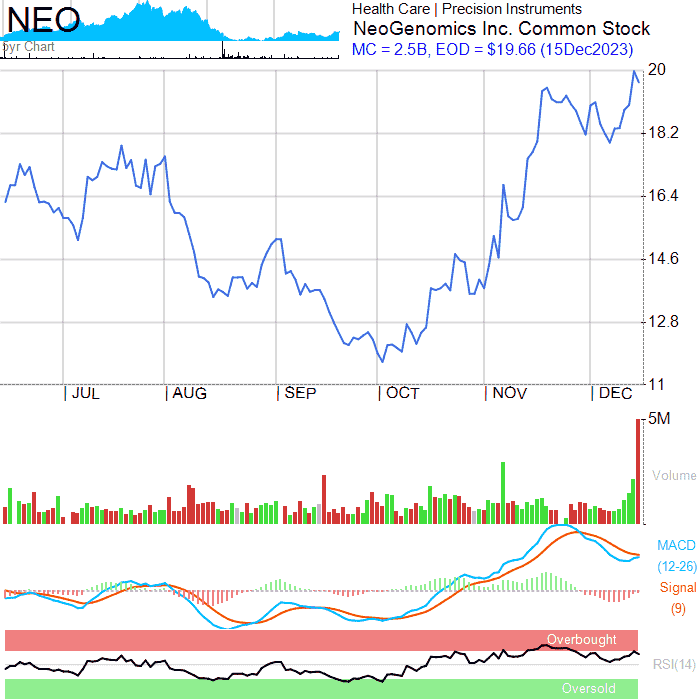 NEO
5yr Chart
Health Care | Precision Instruments
NeoGenomics Inc. Common Stock
MC = 2.5B, EOD = $19.66 (15Dec2023)
20
18.2
16.4
14.6
12.8
11
JUL AUG SEP OCT NOV DEC
5M
Volume
MACD
(12-26)
Signal
(9)
Overbought
RSI(14)
Oversold